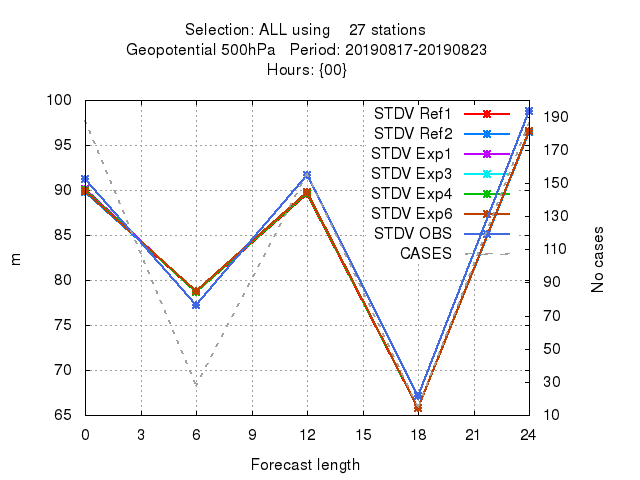 Selection: ALL using    27 stations
Geopotential 500hPa   Period: 20190817-20190823
Hours: {00}
100
95
90
85
80
75
70
65
m
190
170
150
130
110
90
70
50
30
10
No cases
STDV Ref1
STDV Ref2
STDV Exp1
STDV Exp3
STDV Exp4
STDV Exp6
STDV OBS
CASES
0 3 6 9 12 15 18 21 24
Forecast length